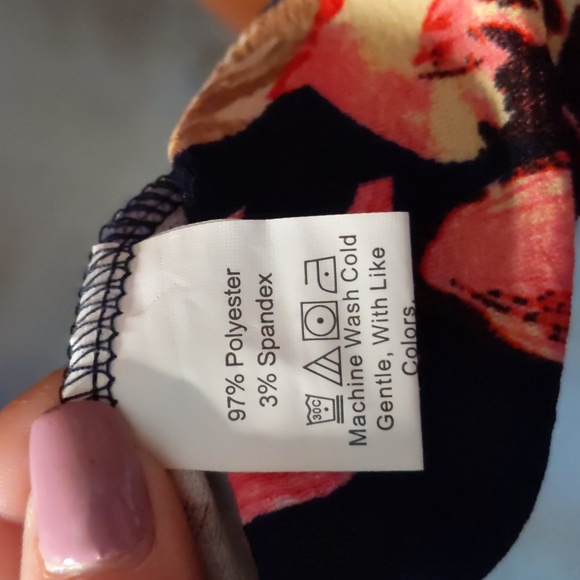 97% Polyester
3% Spandex
30C
Machine Wash Cold
Gentle, With Like
Colors.